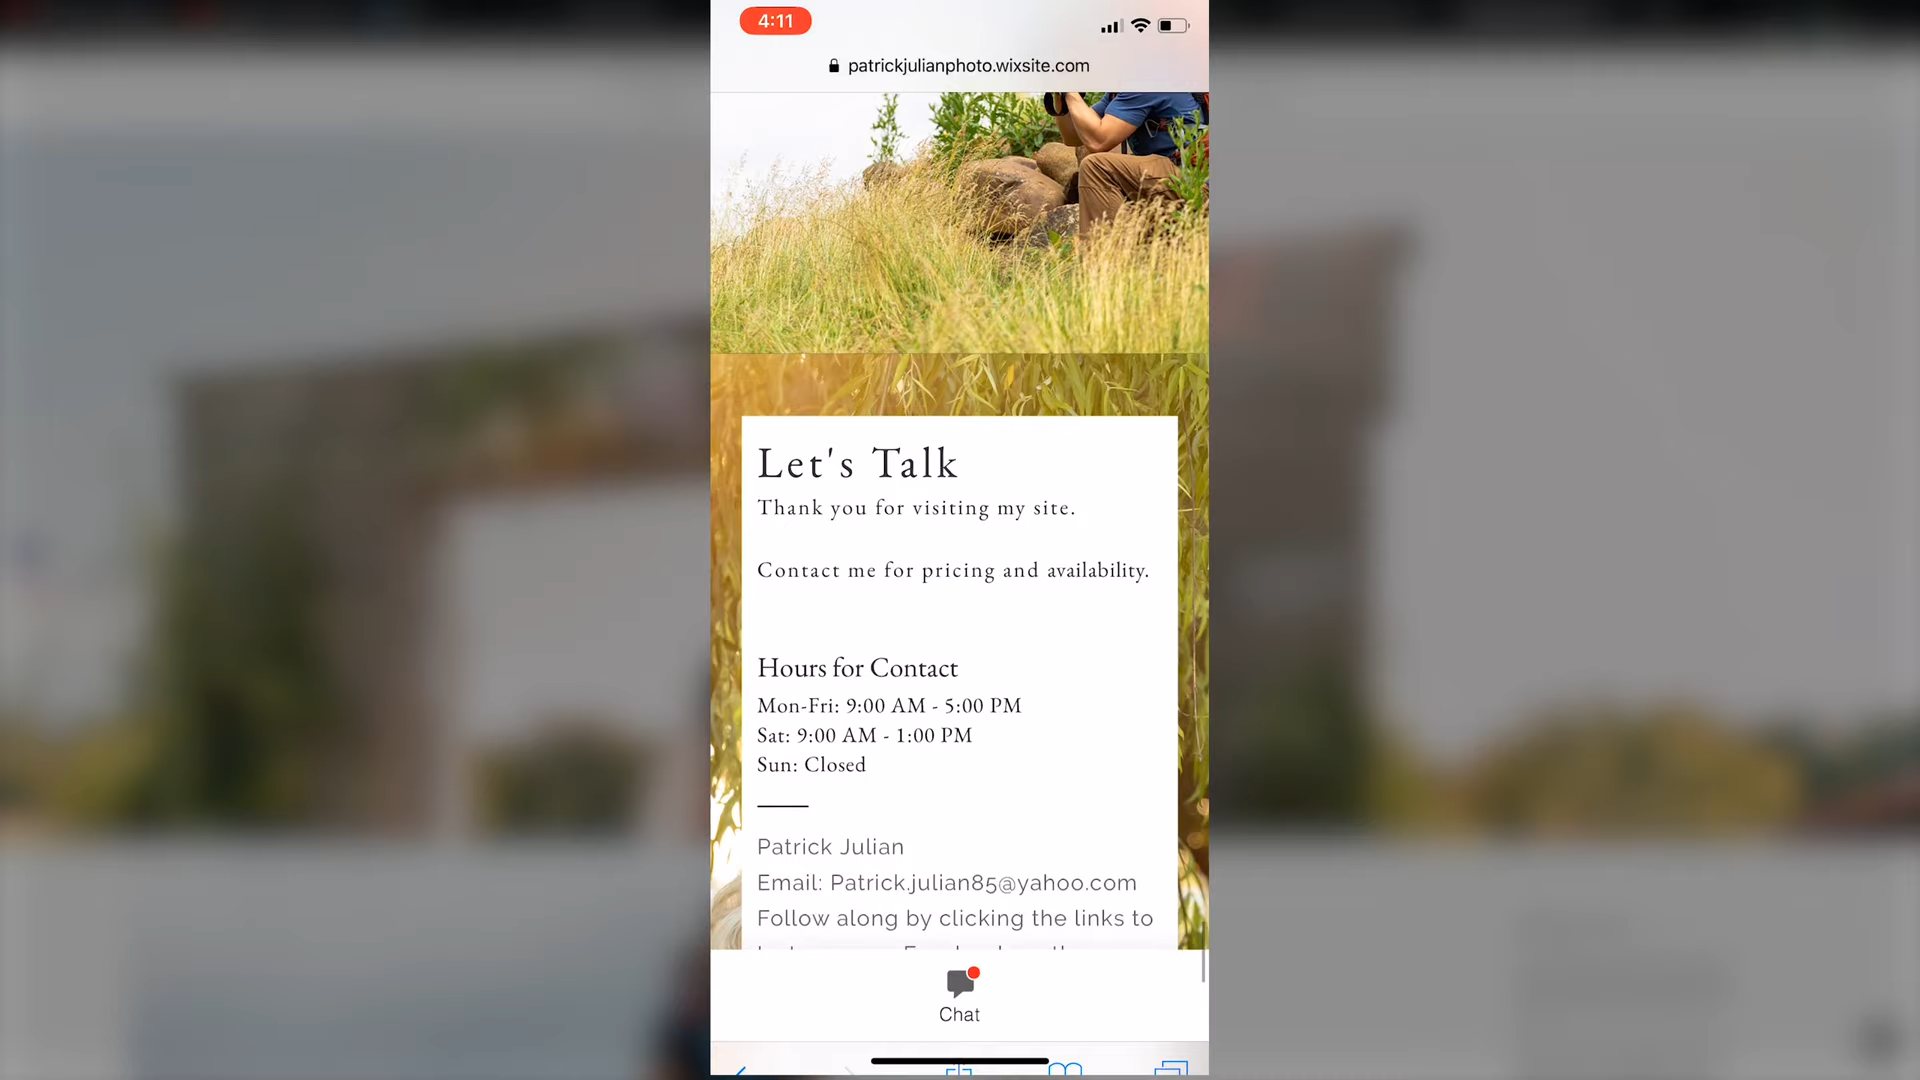 4:11
patrickjulianphoto.wixsite.com
Let's Talk
Thank you for visiting my site.
Contact me for pricing and availability.
Hours for Contact
Mon-Fri: 9:00 AM - 5:00 PM
Sat: 9:00 AM - 1:00 PM
Sun: Closed
Patrick Julian
Email: Patrick.julian85@yahoo.com
Follow along by clicking the links to
Chat